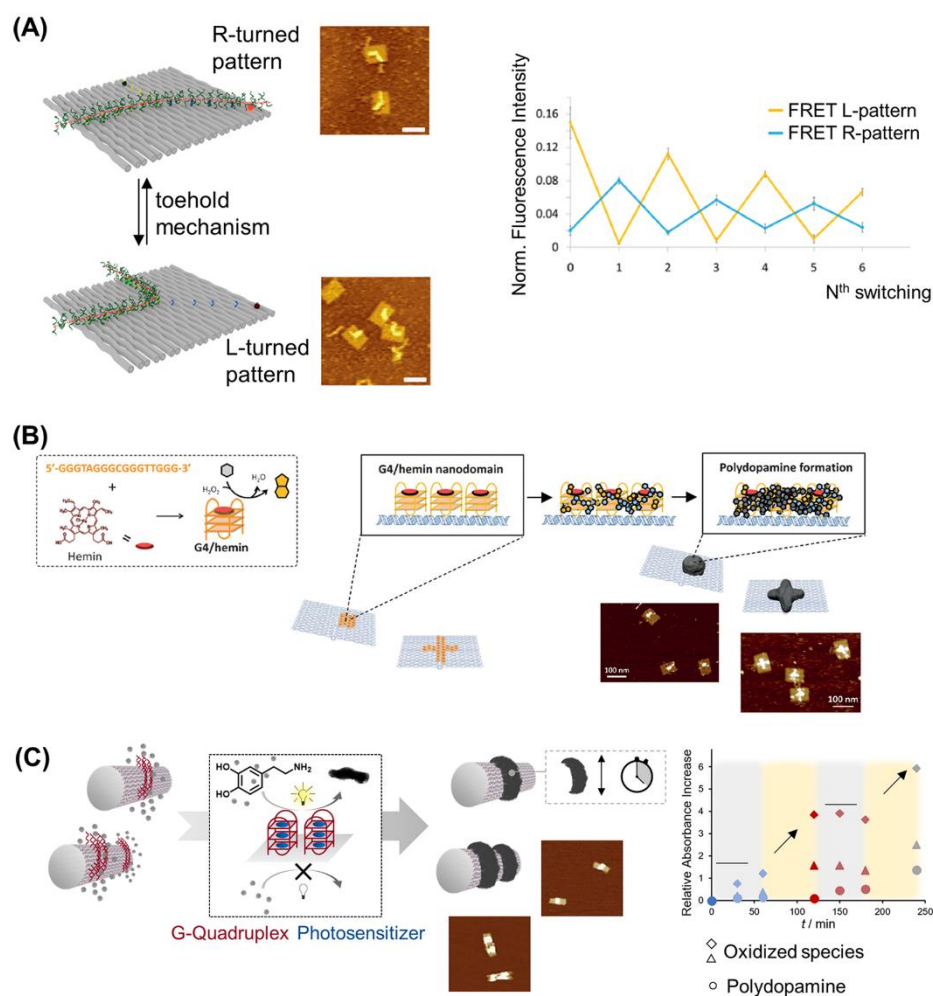 (A)
R-turned
pattern
toehold
mechanism
L-turned
pattern
Norm. Fluorescence Intensity
0.16
0.12
0.08
0.04
0
0 1 2 3 4 5 6
Nth switching
FRET L-pattern
FRET R-pattern
(B)
5'-GGGTAGGGCGGGTTGGG-3'
+
Hemin
=
H2O2
H2O
G4/hemin
G4/hemin nanodomain
Polydopamine formation
100 nm
100 nm
(C)
HO
HO
NH2
G-Quadruplex Photosensitizer
Relative Absorbance Increase
6
5
4
3
2
1
0
0 50 100 150 200 250
t / min
Oxidized species
Polydopamine